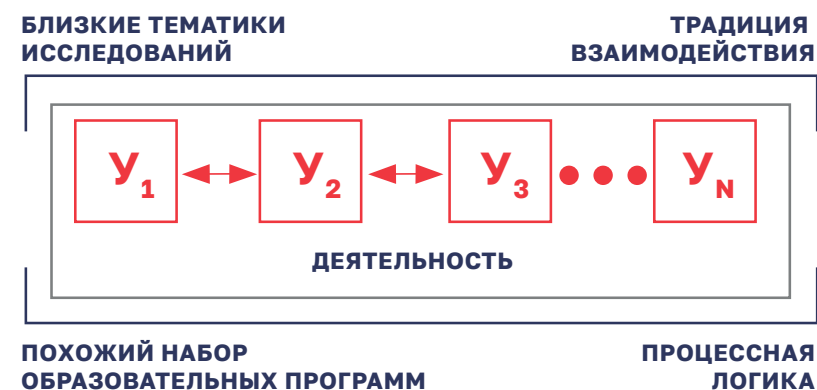 БЛИЗКИЕ ТЕМАТИКИ
ИССЛЕДОВАНИЙ
ТРАДИЦИЯ
ВЗАИМОДЕЙСТВИЯ
У1 У2 У3 УN
ДЕЯТЕЛЬНОСТЬ
ПОХОЖИЙ НАБОР
ОБРАЗОВАТЕЛЬНЫХ ПРОГРАММ
ПРОЦЕССНАЯ
ЛОГИКА